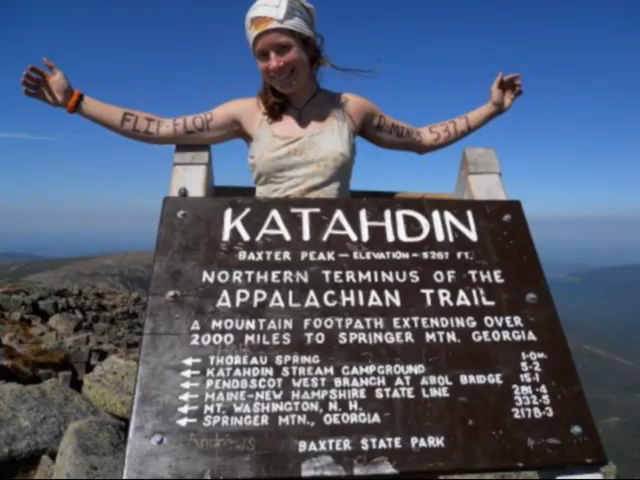 FLIP-FLOP
537.1
KATAHDIN
BAXTER PEAK - ELEVATION - 5267 FT.
NORTHERN TERMINUS OF THE
APPALACHIAN TRAIL
A MOUNTAIN FOOTPATH EXTENDING OVER
2000 MILES TO SPRINGER MTN. GEORGIA
← THOREAU SPRING 1.0 M.
← KATAHDIN STREAM CAMPGROUND 5.2
← PENOBSCOT WEST BRANCH AT ABOL BRIDGE 15.1
← MAINE-NEW HAMPSHIRE STATE LINE 281.4
← MT. WASHINGTON, N. H. 332.5
← SPRINGER MTN., GEORGIA 2178.3
Andrews
BAXTER STATE PARK